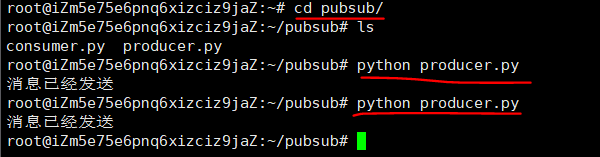 root@iZm5e75e6pnq6xizciz9jaZ:~# cd pubsub/
root@iZm5e75e6pnq6xizciz9jaZ:~/pubsub# ls
consumer.py  producer.py
root@iZm5e75e6pnq6xizciz9jaZ:~/pubsub# python producer.py
消息已经发送
root@iZm5e75e6pnq6xizciz9jaZ:~/pubsub# python producer.py
消息已经发送
root@iZm5e75e6pnq6xizciz9jaZ:~/pubsub#